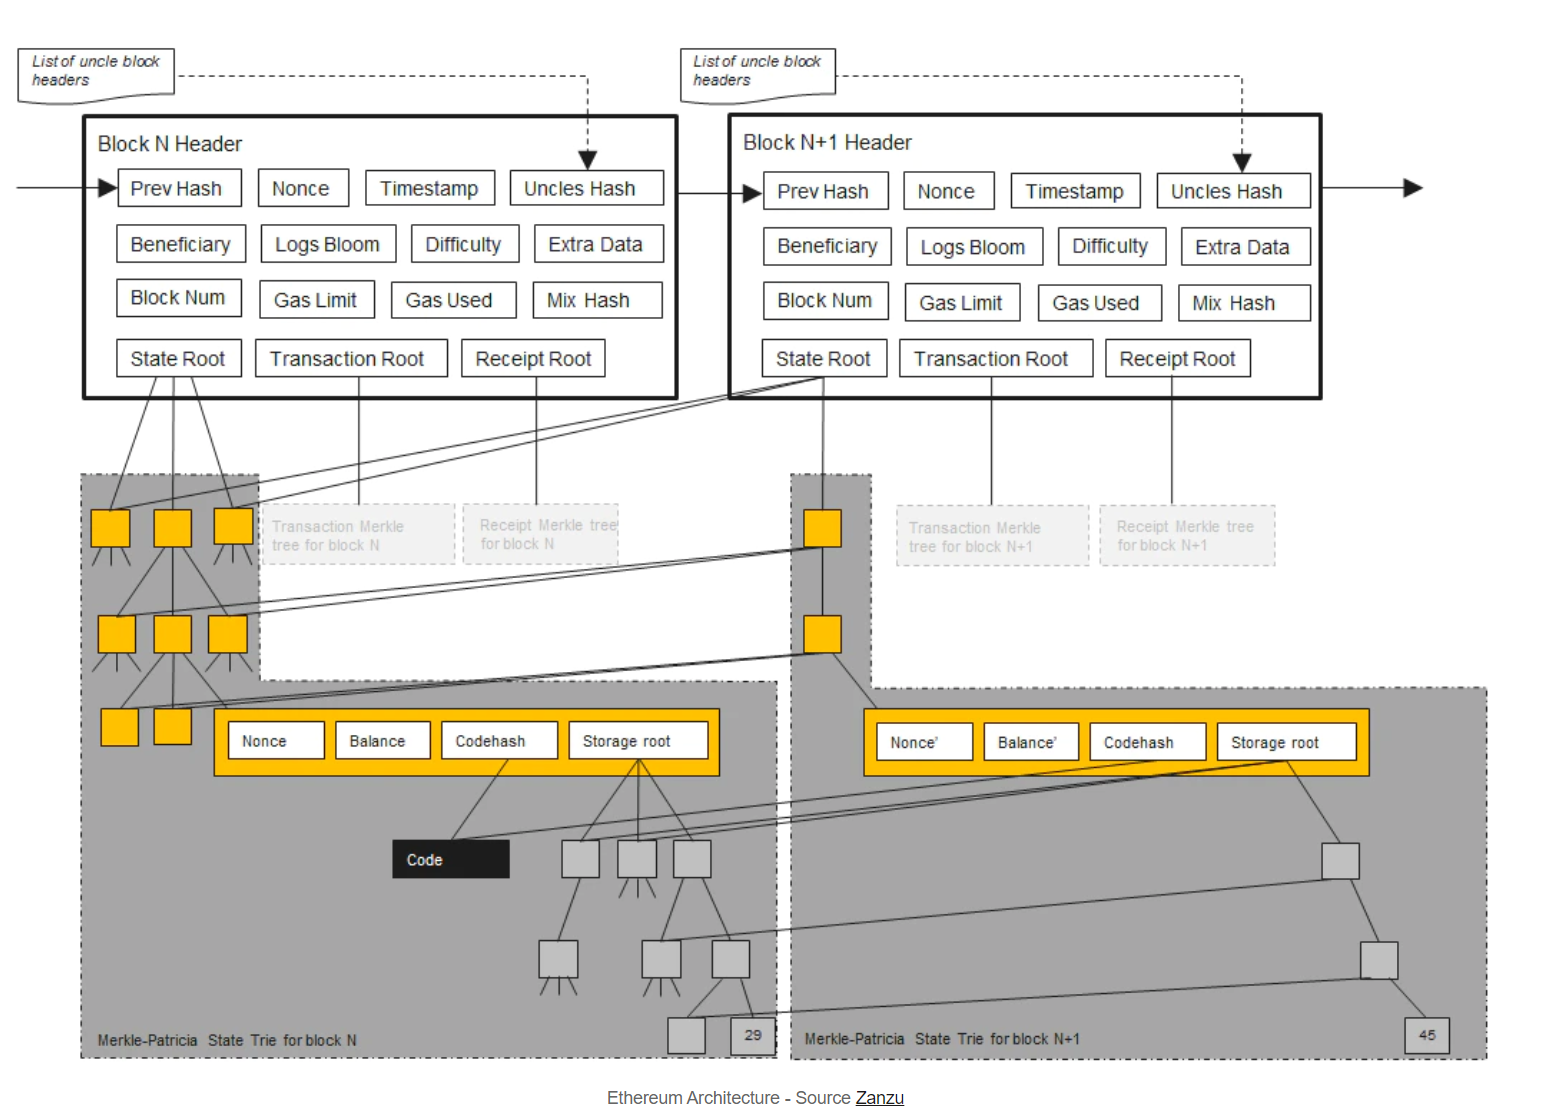 List of uncle block
headers
List of uncle block
headers
Block N Header
Prev Hash
Nonce
Timestamp
Uncles Hash
Beneficiary
Logs Bloom
Difficulty
Extra Data
Block Num
Gas Limit
Gas Used
Mix Hash
State Root
Transaction Root
Receipt Root
Block N+1 Header
Prev Hash
Nonce
Timestamp
Uncles Hash
Beneficiary
Logs Bloom
Difficulty
Extra Data
Block Num
Gas Limit
Gas Used
Mix Hash
State Root
Transaction Root
Receipt Root
Transaction Merkle
tree for block N
Receipt Merkle tree
for block N
Transaction Merkle
tree for block N+1
Receipt Merkle tree
for block N+1
Nonce
Balance
Codehash
Storage root
Nonce'
Balance'
Codehash
Storage root
Code
29
45
Merkle-Patricia State Trie for block N
Merkle-Patricia State Trie for block N+1
Ethereum Architecture - Source Zanzu